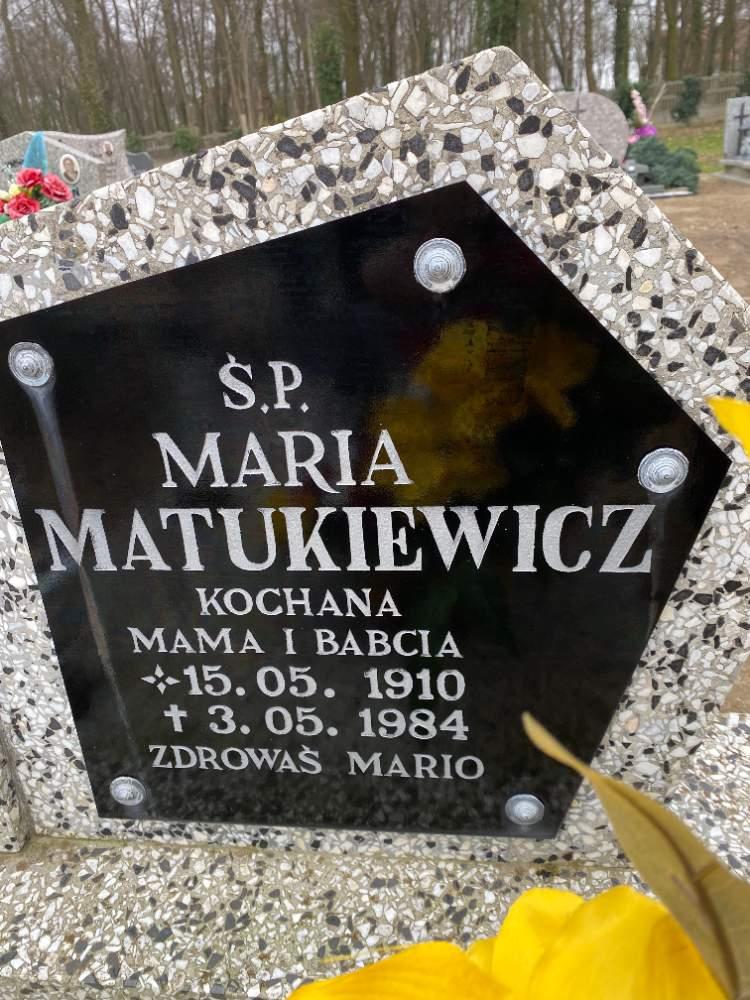 Ś.P.
MARIA
MATUKIEWICZ
KOCHANA
MAMA I BABCIA
15.05.1910
✝ 3.05.1984
ZDROWAŚ MARIO